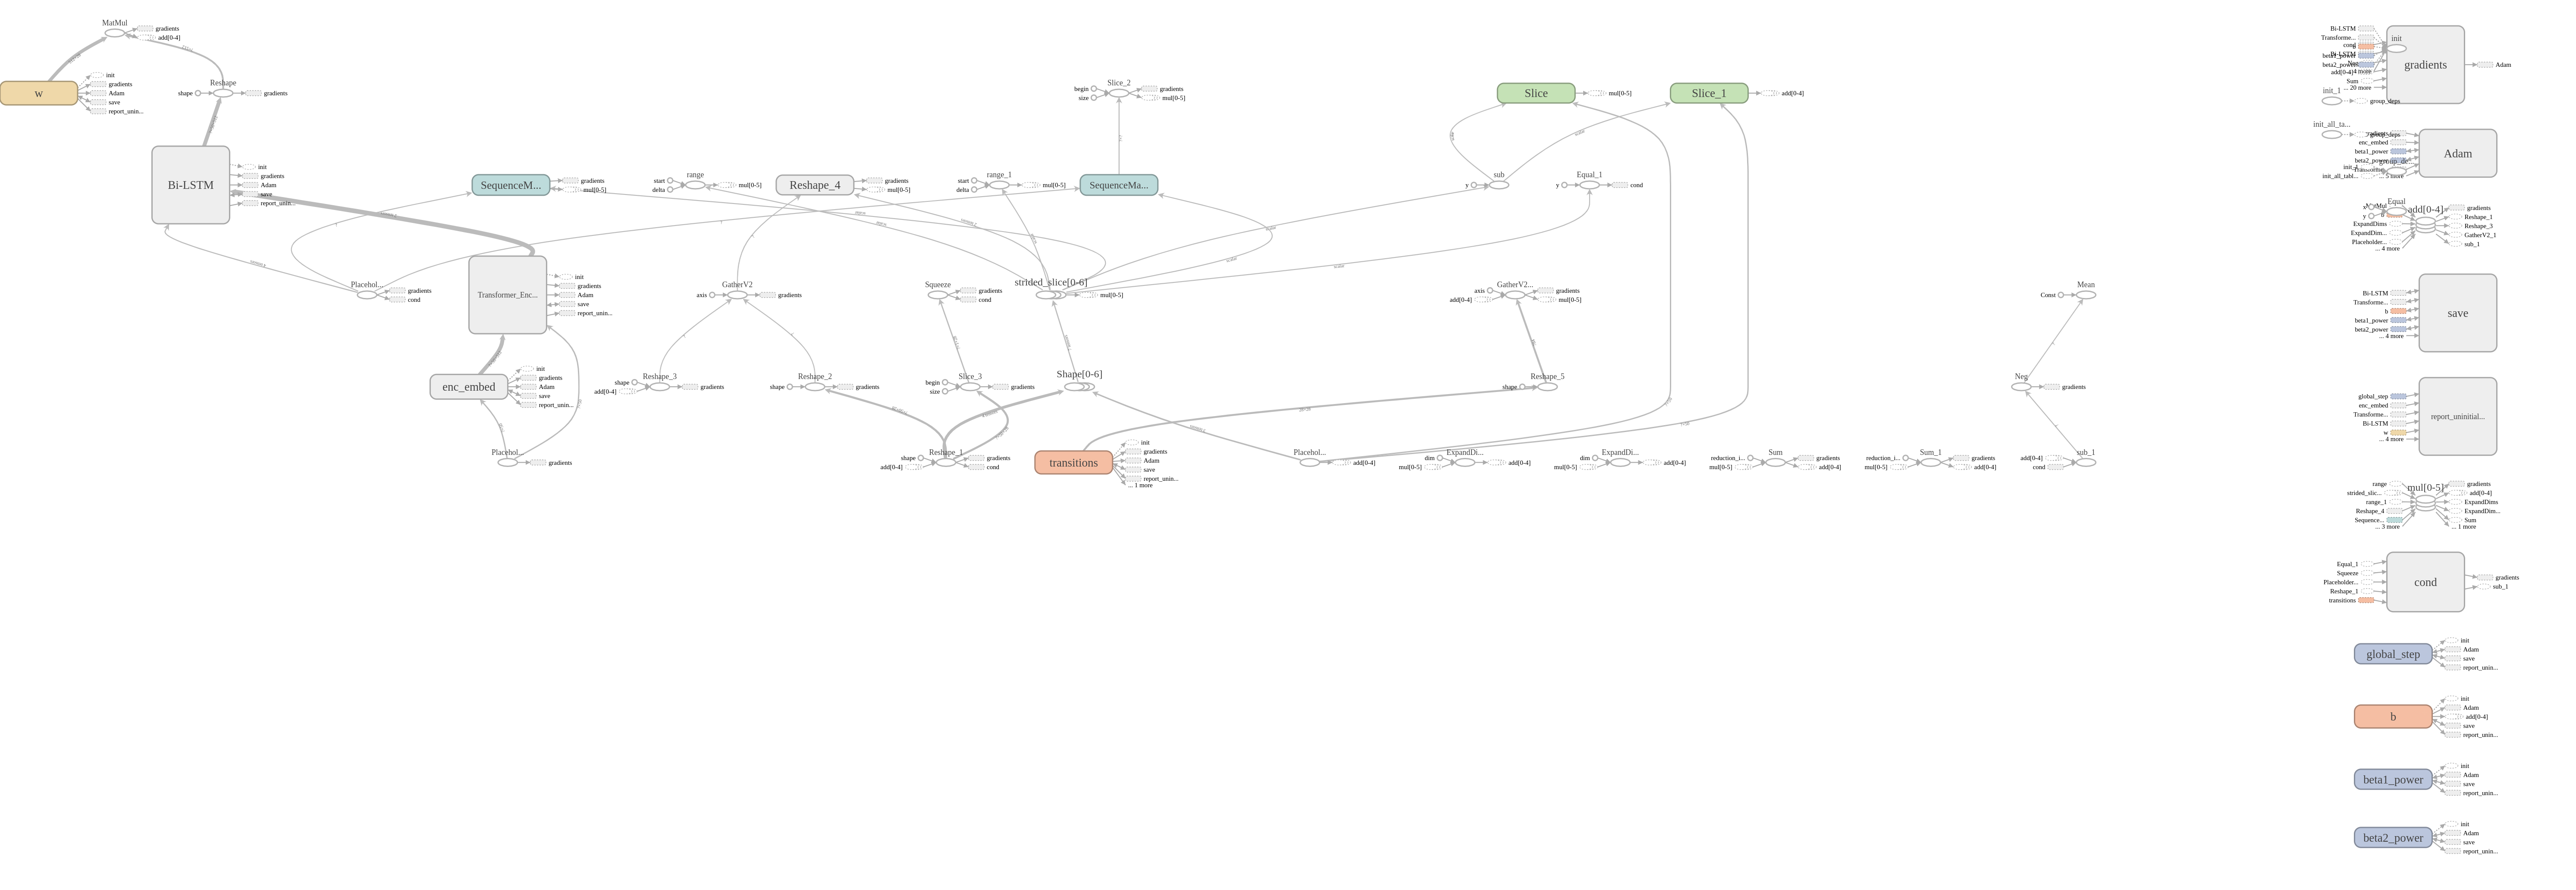 MatMul
gradients
add[0-4]
w
init
gradients
Adam
save
report_unin...
Reshape
shape
gradients
Bi-LSTM
init
gradients
Adam
save
report_unin...
SequenceM...
gradients
mul[0-5]
range
start
delta
mul[0-5]
Reshape_4
gradients
mul[0-5]
range_1
start
delta
mul[0-5]
Slice_2
begin
size
gradients
mul[0-5]
SequenceMa...
Slice
mul[0-5]
Slice_1
add[0-4]
sub
y
Equal_1
y
cond
Placehol...
gradients
cond
Transformer_Enc...
init
gradients
Adam
save
report_unin...
GatherV2
axis
gradients
Squeeze
gradients
cond
strided_slice[0-6]
mul[0-5]
GatherV2...
axis
add[0-4]
gradients
mul[0-5]
Mean
Const
enc_embed
init
gradients
Adam
save
report_unin...
Reshape_3
shape
add[0-4]
gradients
Reshape_2
shape
gradients
Slice_3
begin
size
gradients
Shape[0-6]
Reshape_5
shape
Neg
gradients
Placehol...
gradients
Reshape_1
shape
add[0-4]
gradients
cond
transitions
init
gradients
Adam
save
report_unin...
... 1 more
Placehol...
add[0-4]
ExpandDi...
dim
mul[0-5]
add[0-4]
ExpandDi...
dim
mul[0-5]
add[0-4]
Sum
reduction_i...
mul[0-5]
gradients
add[0-4]
Sum_1
reduction_i...
mul[0-5]
gradients
add[0-4]
sub_1
add[0-4]
cond
Bi-LSTM
Transforme...
cond
add[0-4]
Sum
... 20 more
init
gradients
Adam
init_1
group_deps
init_all_ta...
enc_embed
beta1_power
beta2_power
init_all_tabl...
... 5 more
Adam
Equal
x
y
ExpandDims
ExpandDim...
Placeholder...
... 4 more
add[0-4]
gradients
Reshape_1
Reshape_3
GatherV2_1
sub_1
Bi-LSTM
Transforme...
b
beta1_power
beta2_power
... 4 more
save
global_step
enc_embed
Transforme...
Bi-LSTM
w
... 4 more
report_uninitial...
range
strided_slic...
range_1
Reshape_4
Sequence...
... 3 more
mul[0-5]
gradients
add[0-4]
ExpandDims
ExpandDim...
Sum
... 1 more
Equal_1
Squeeze
Placeholder...
Reshape_1
transitions
cond
gradients
sub_1
global_step
init
Adam
save
report_unin...
b
init
Adam
add[0-4]
save
report_unin...
beta1_power
init
Adam
save
report_unin...
beta2_power
init
Adam
save
report_unin...